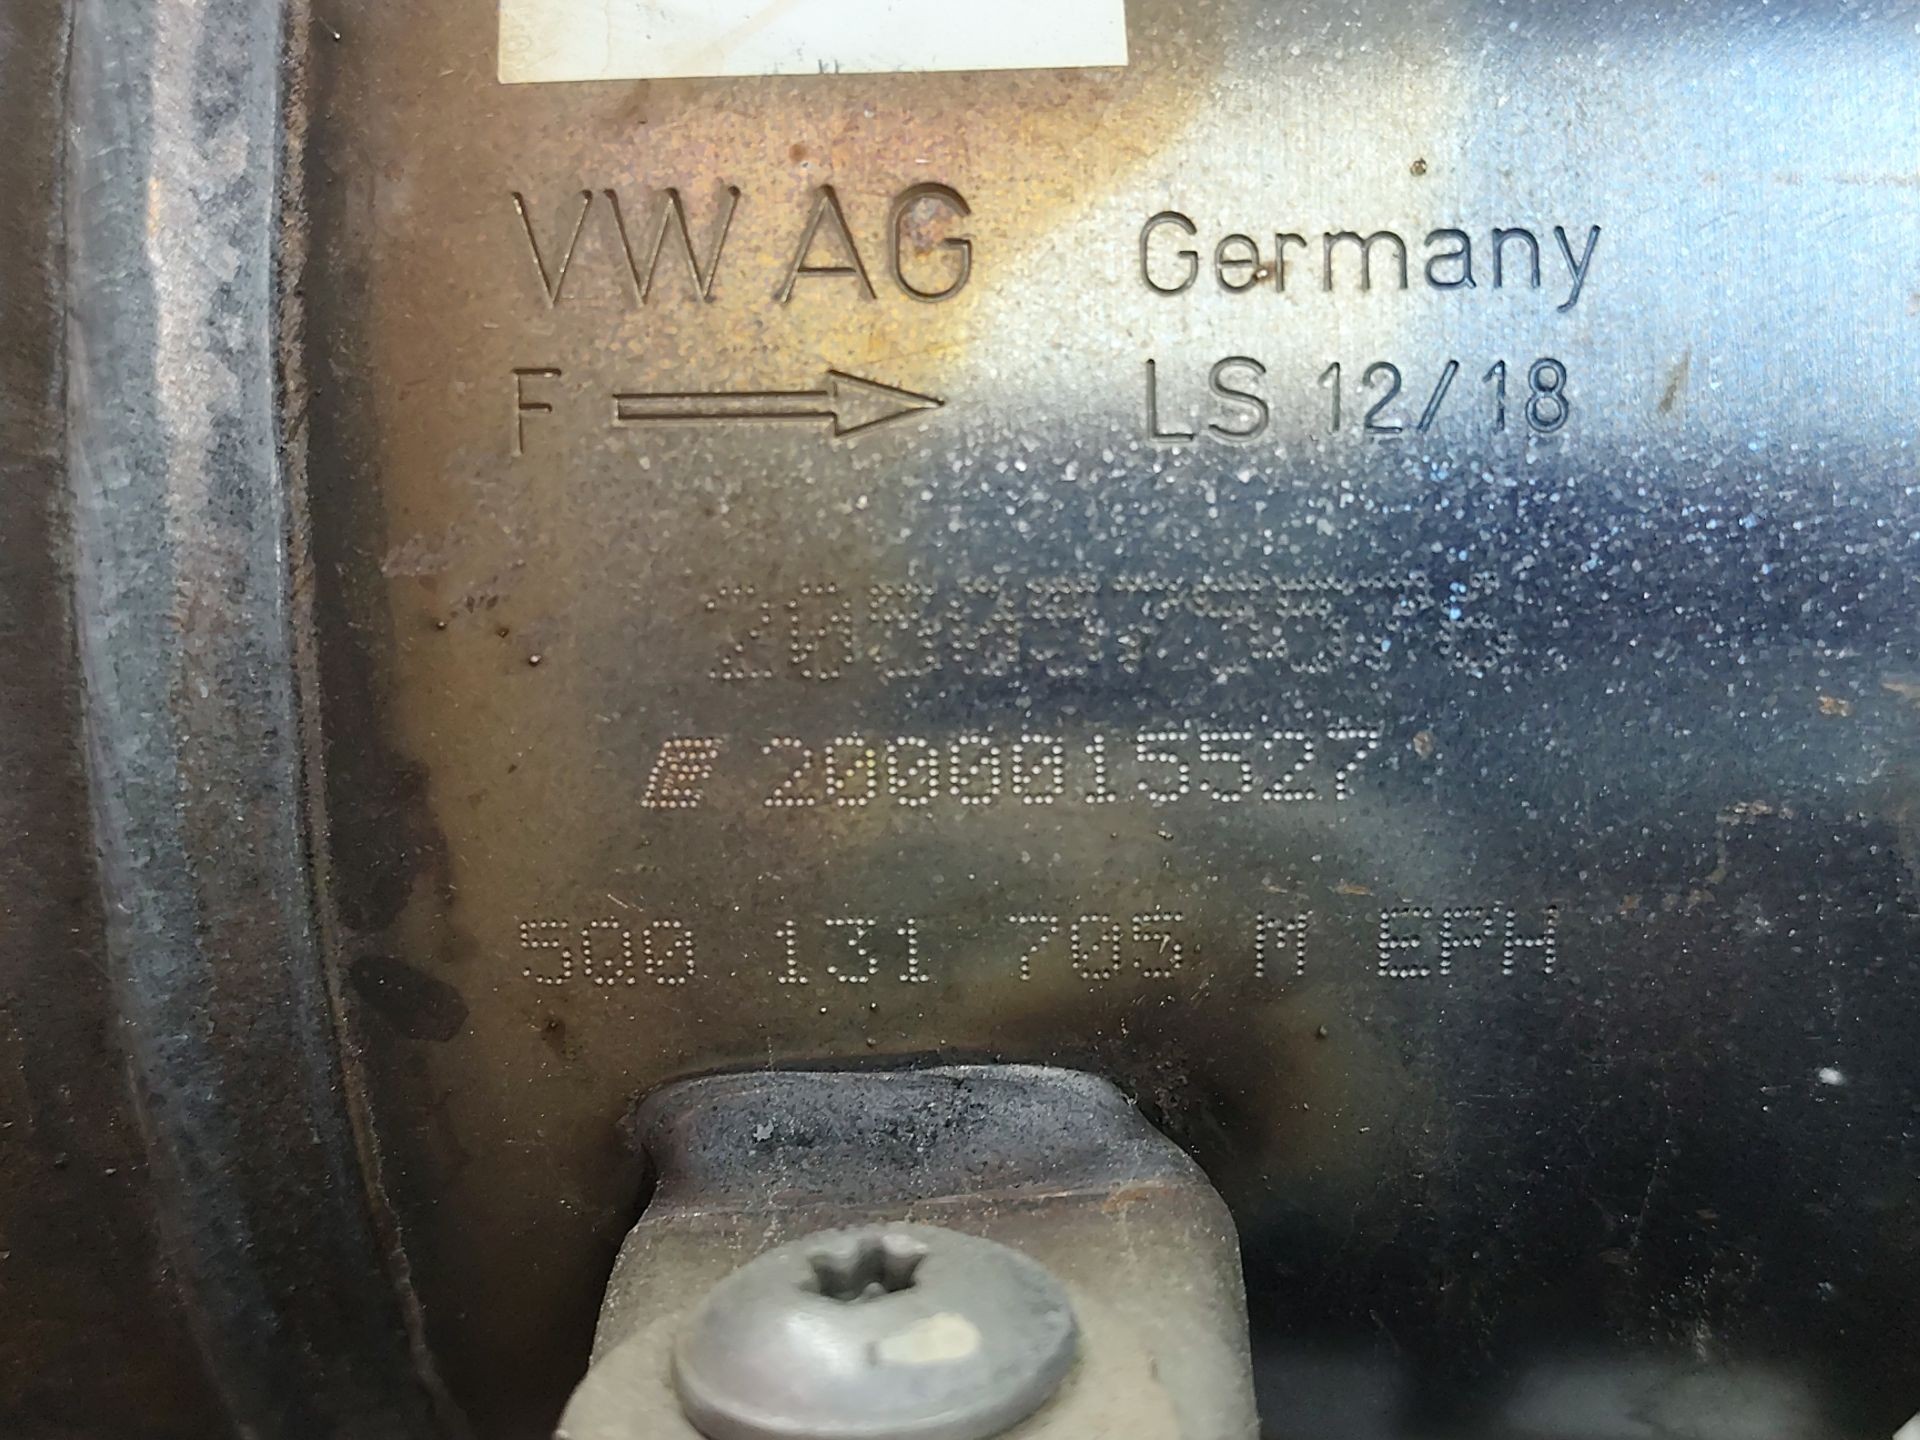 VW AG Germany
F LS 12/18
E 2000015527
5Q0 131 705 M EPH